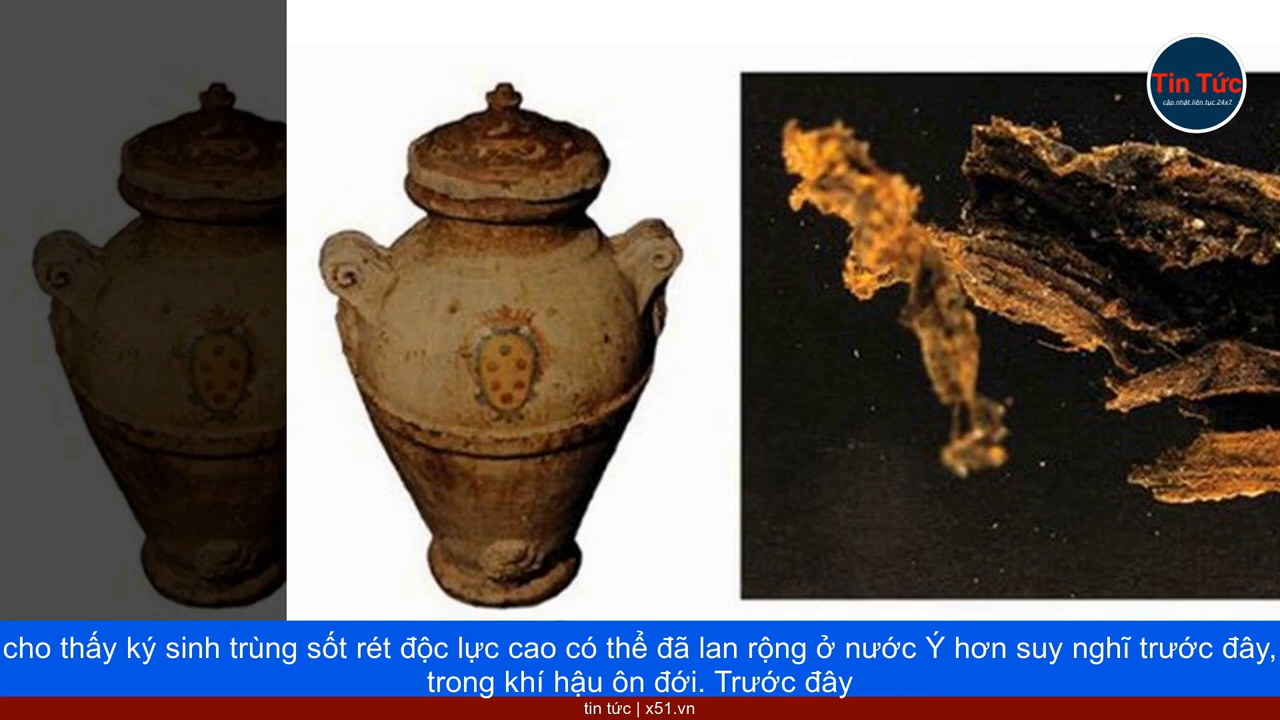 Tin Tức
cập nhật liên tục 24x7
cho thấy ký sinh trùng sốt rét độc lực cao có thể đã lan rộng ở nước Ý hơn suy nghĩ trước đây,
trong khí hậu ôn đới. Trước đây
tin tức | x51.vn